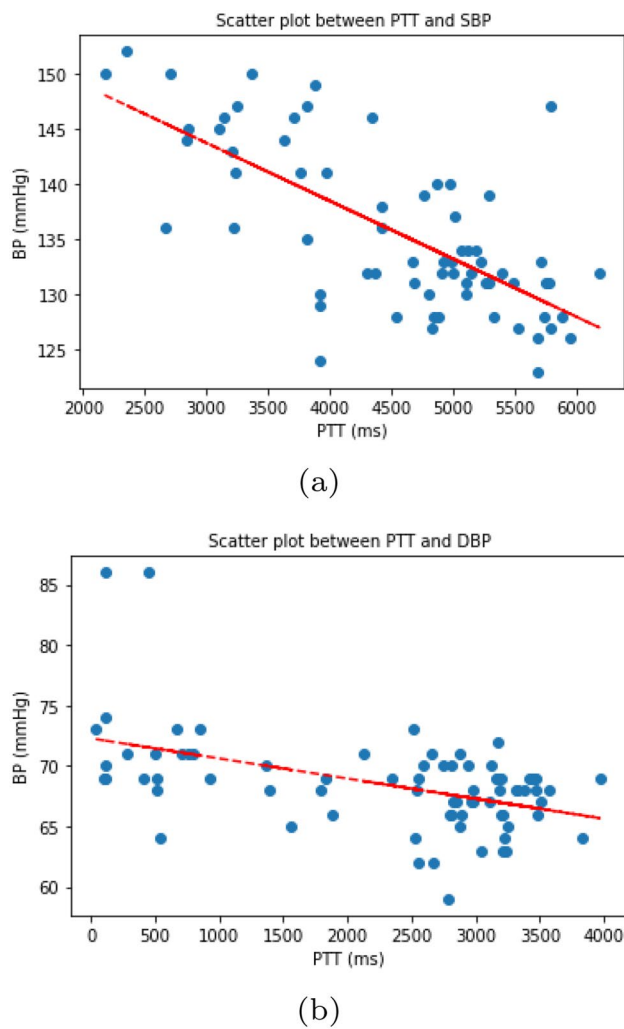 Scatter plot between PTT and SBP
150
145
140
135
130
125
BP (mmHg)
2000 2500 3000 3500 4000 4500 5000 5500 6000
PTT (ms)
(a)
Scatter plot between PTT and DBP
85
80
75
70
65
60
BP (mmHg)
0 500 1000 1500 2000 2500 3000 3500 4000
PTT (ms)
(b)